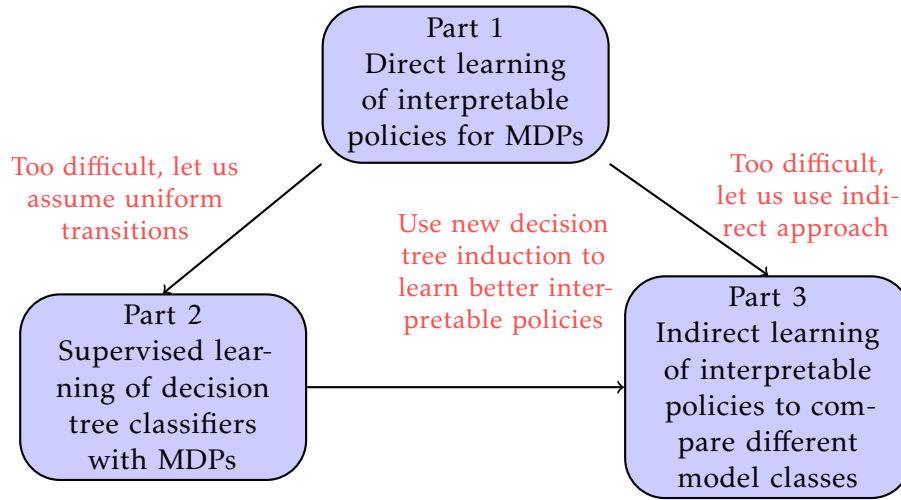 Part 1
Direct learning
of interpretable
policies for MDPs
Too difficult, let us
assume uniform
transitions
Too difficult,
let us use indi-
rect approach
Use new decision
tree induction to
learn better inter-
pretable policies
Part 2
Supervised lear-
ning of decision
tree classifiers
with MDPs
Part 3
Indirect learning
of interpretable
policies to com-
pare different
model classes